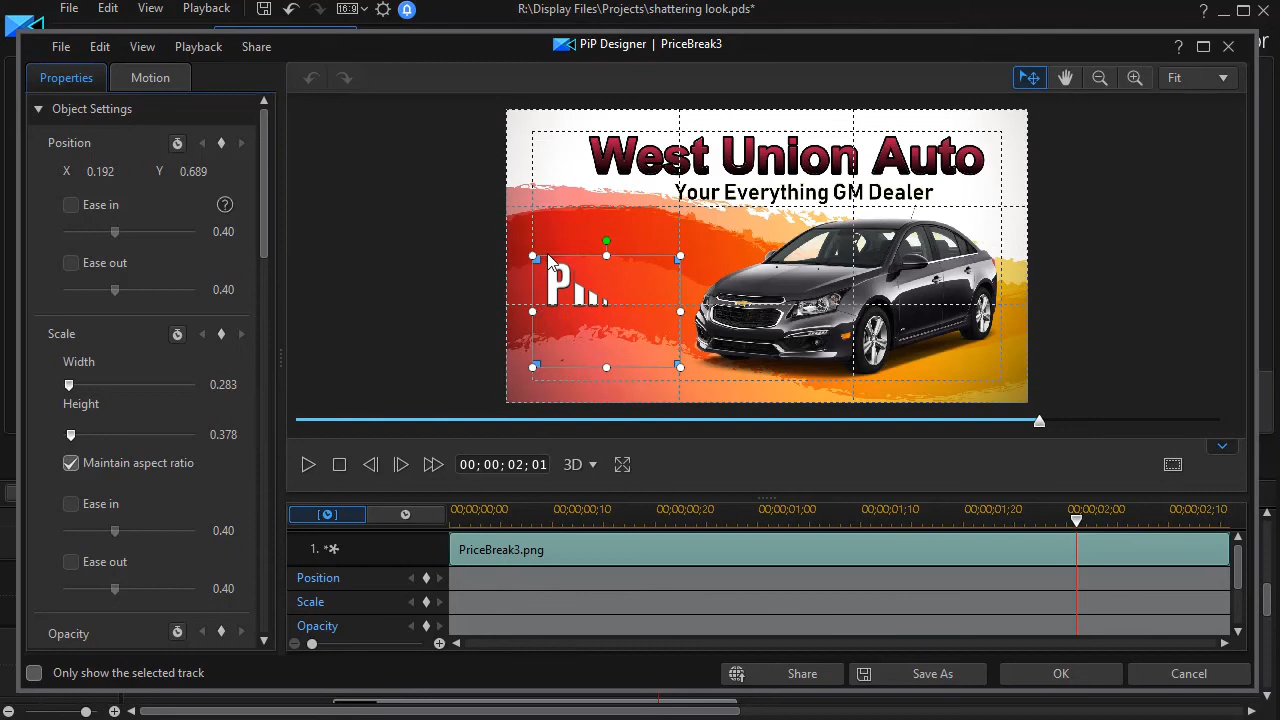 File Edit View Playback
16:9
R:\Display Files\Projects\shattering look.pds*
?
File Edit View Playback Share
PiP Designer | PriceBreak3
?
Properties Motion
Fit
Object Settings
Position
X 0.192 Y 0.689
Ease in ?
0.40
Ease out
0.40
Scale
Width
0.283
Height
0.378
Maintain aspect ratio
Ease in
0.40
Ease out
0.40
Opacity
West Union Auto
Your Everything GM Dealer
00; 00; 02; 01 3D
00;00;00;00 00;00;00;10 00;00;00;20 00;00;01;00 00;00;01;10 00;00;01;20 00;00;02;00 00;00;02;10
1. PriceBreak3.png
Position
Scale
Opacity
Only show the selected track
Share Save As OK Cancel